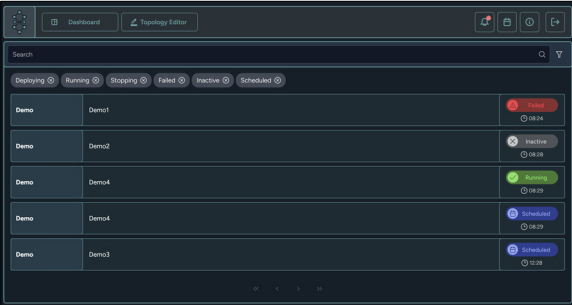 Dashboard
Topology Editor
Search
Deploying Running Stopping Failed Inactive Scheduled
Demo Demo1 Failed
08:24
Demo Demo2 Inactive
08:28
Demo Demo4 Running
08:29
Demo Demo4 Scheduled
08:29
Demo Demo3 Scheduled
12:28